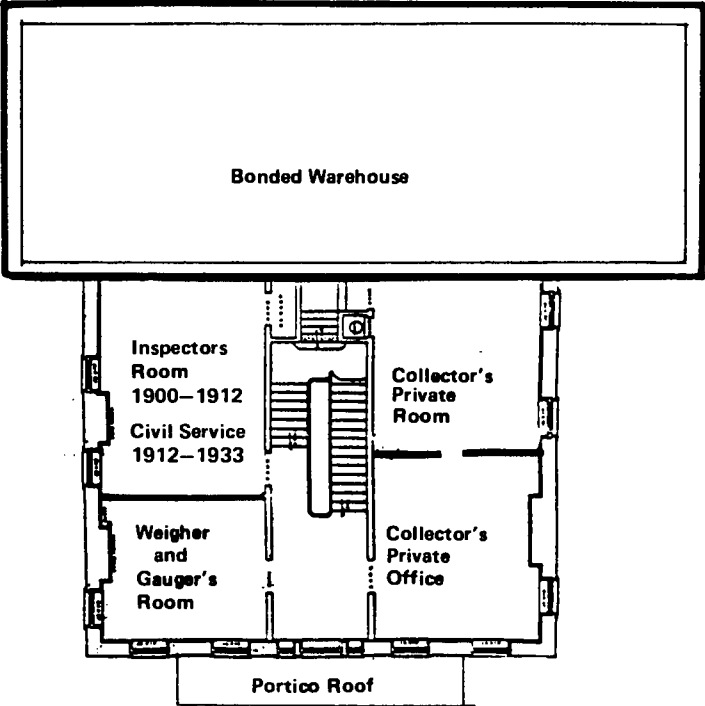 Bonded Warehouse
Inspectors
Room
1900–1912
Civil Service
1912–1933
Collector's
Private
Room
Weigher
and
Gauger's
Room
Collector's
Private
Office
Portico Roof